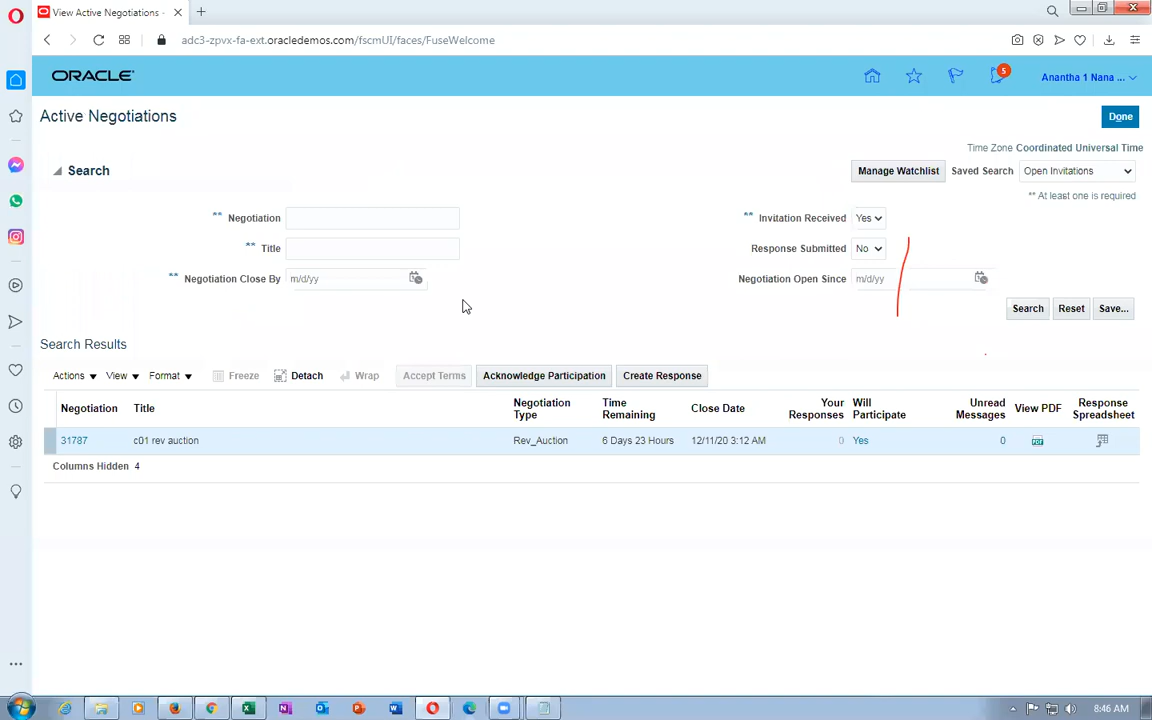 View Active Negotiations -
adc3-zpvx-fa-ext.oracledemos.com/fscmUI/faces/FuseWelcome
ORACLE
5
Anantha 1 Nana ...
Active Negotiations
Done
Time Zone Coordinated Universal Time
Search
Manage Watchlist
Saved Search
Open Invitations
** At least one is required
** Negotiation
** Invitation Received Yes
** Title
Response Submitted No
** Negotiation Close By m/d/yy
Negotiation Open Since m/d/yy
Search Reset Save...
Search Results
Actions View Format Freeze Detach Wrap Accept Terms Acknowledge Participation Create Response
Negotiation Title Negotiation Type Time Remaining Close Date Your Responses Will Participate Unread Messages View PDF Response Spreadsheet
31787 c01 rev auction Rev_Auction 6 Days 23 Hours 12/11/20 3:12 AM 0 Yes 0
Columns Hidden 4
8:46 AM